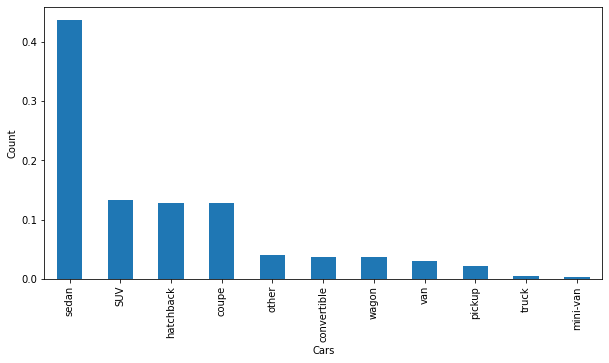 0.4
0.3
0.2
0.1
0.0
Count
sedan
SUV
hatchback
coupe
other
convertible
wagon
van
pickup
truck
mini-van
Cars